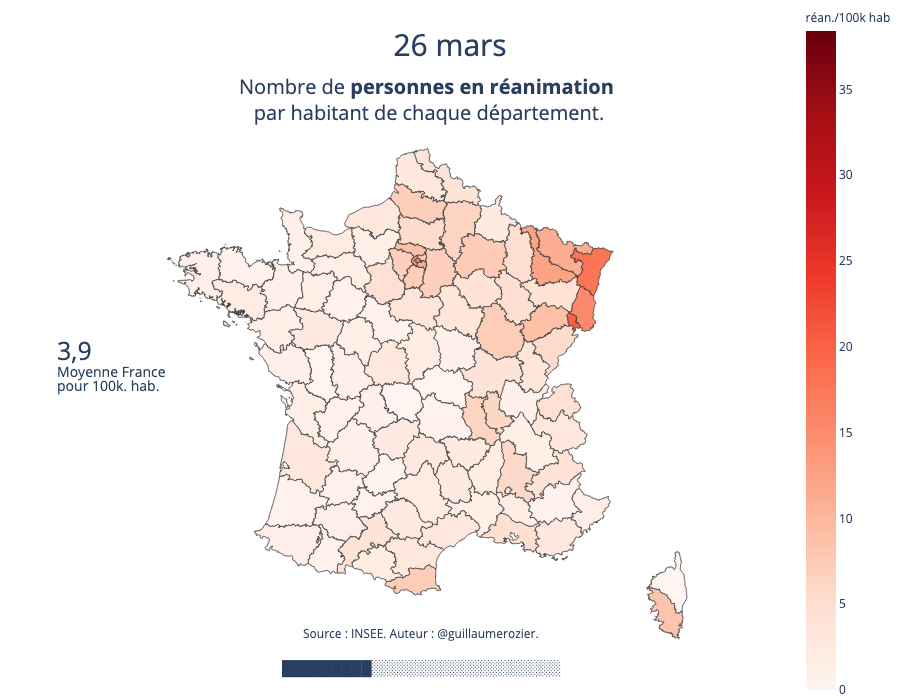 réan./100k hab
26 mars
Nombre de personnes en réanimation
par habitant de chaque département.
35
30
25
20
15
10
5
0
3,9
Moyenne France
pour 100k. hab.
Source : INSEE. Auteur : @guillaumerozier.